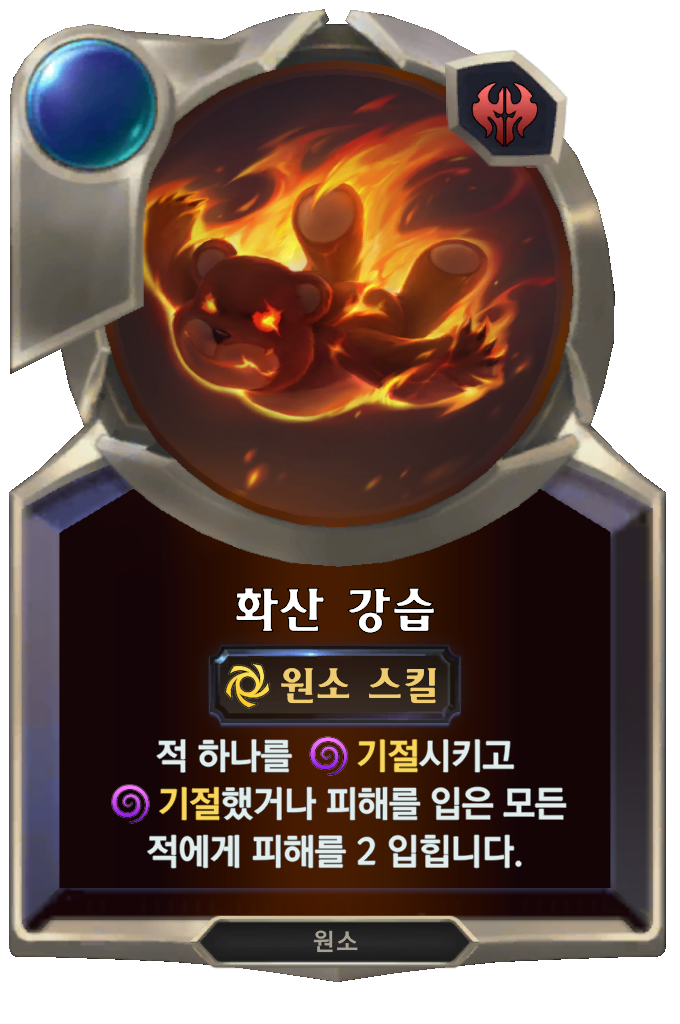 화산 강습
원소 스킬
적 하나를 기절시키고
기절했거나 피해를 입은 모든
적에게 피해를 2 입힙니다.
원소